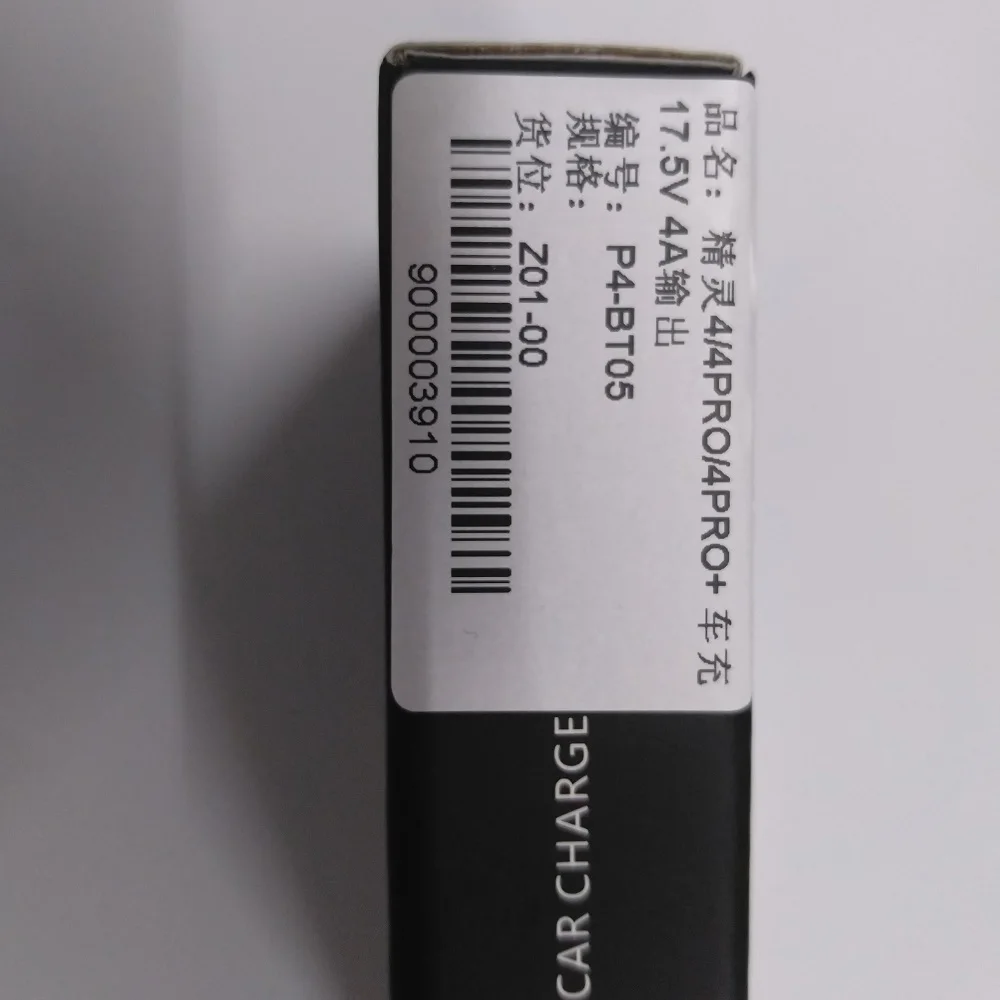 品名: 精灵4/4PRO/4PRO+ 车充
17.5V 4A输出
编号: P4-BT05
规格:
货位: Z01-00
900003910
CAR CHARGE